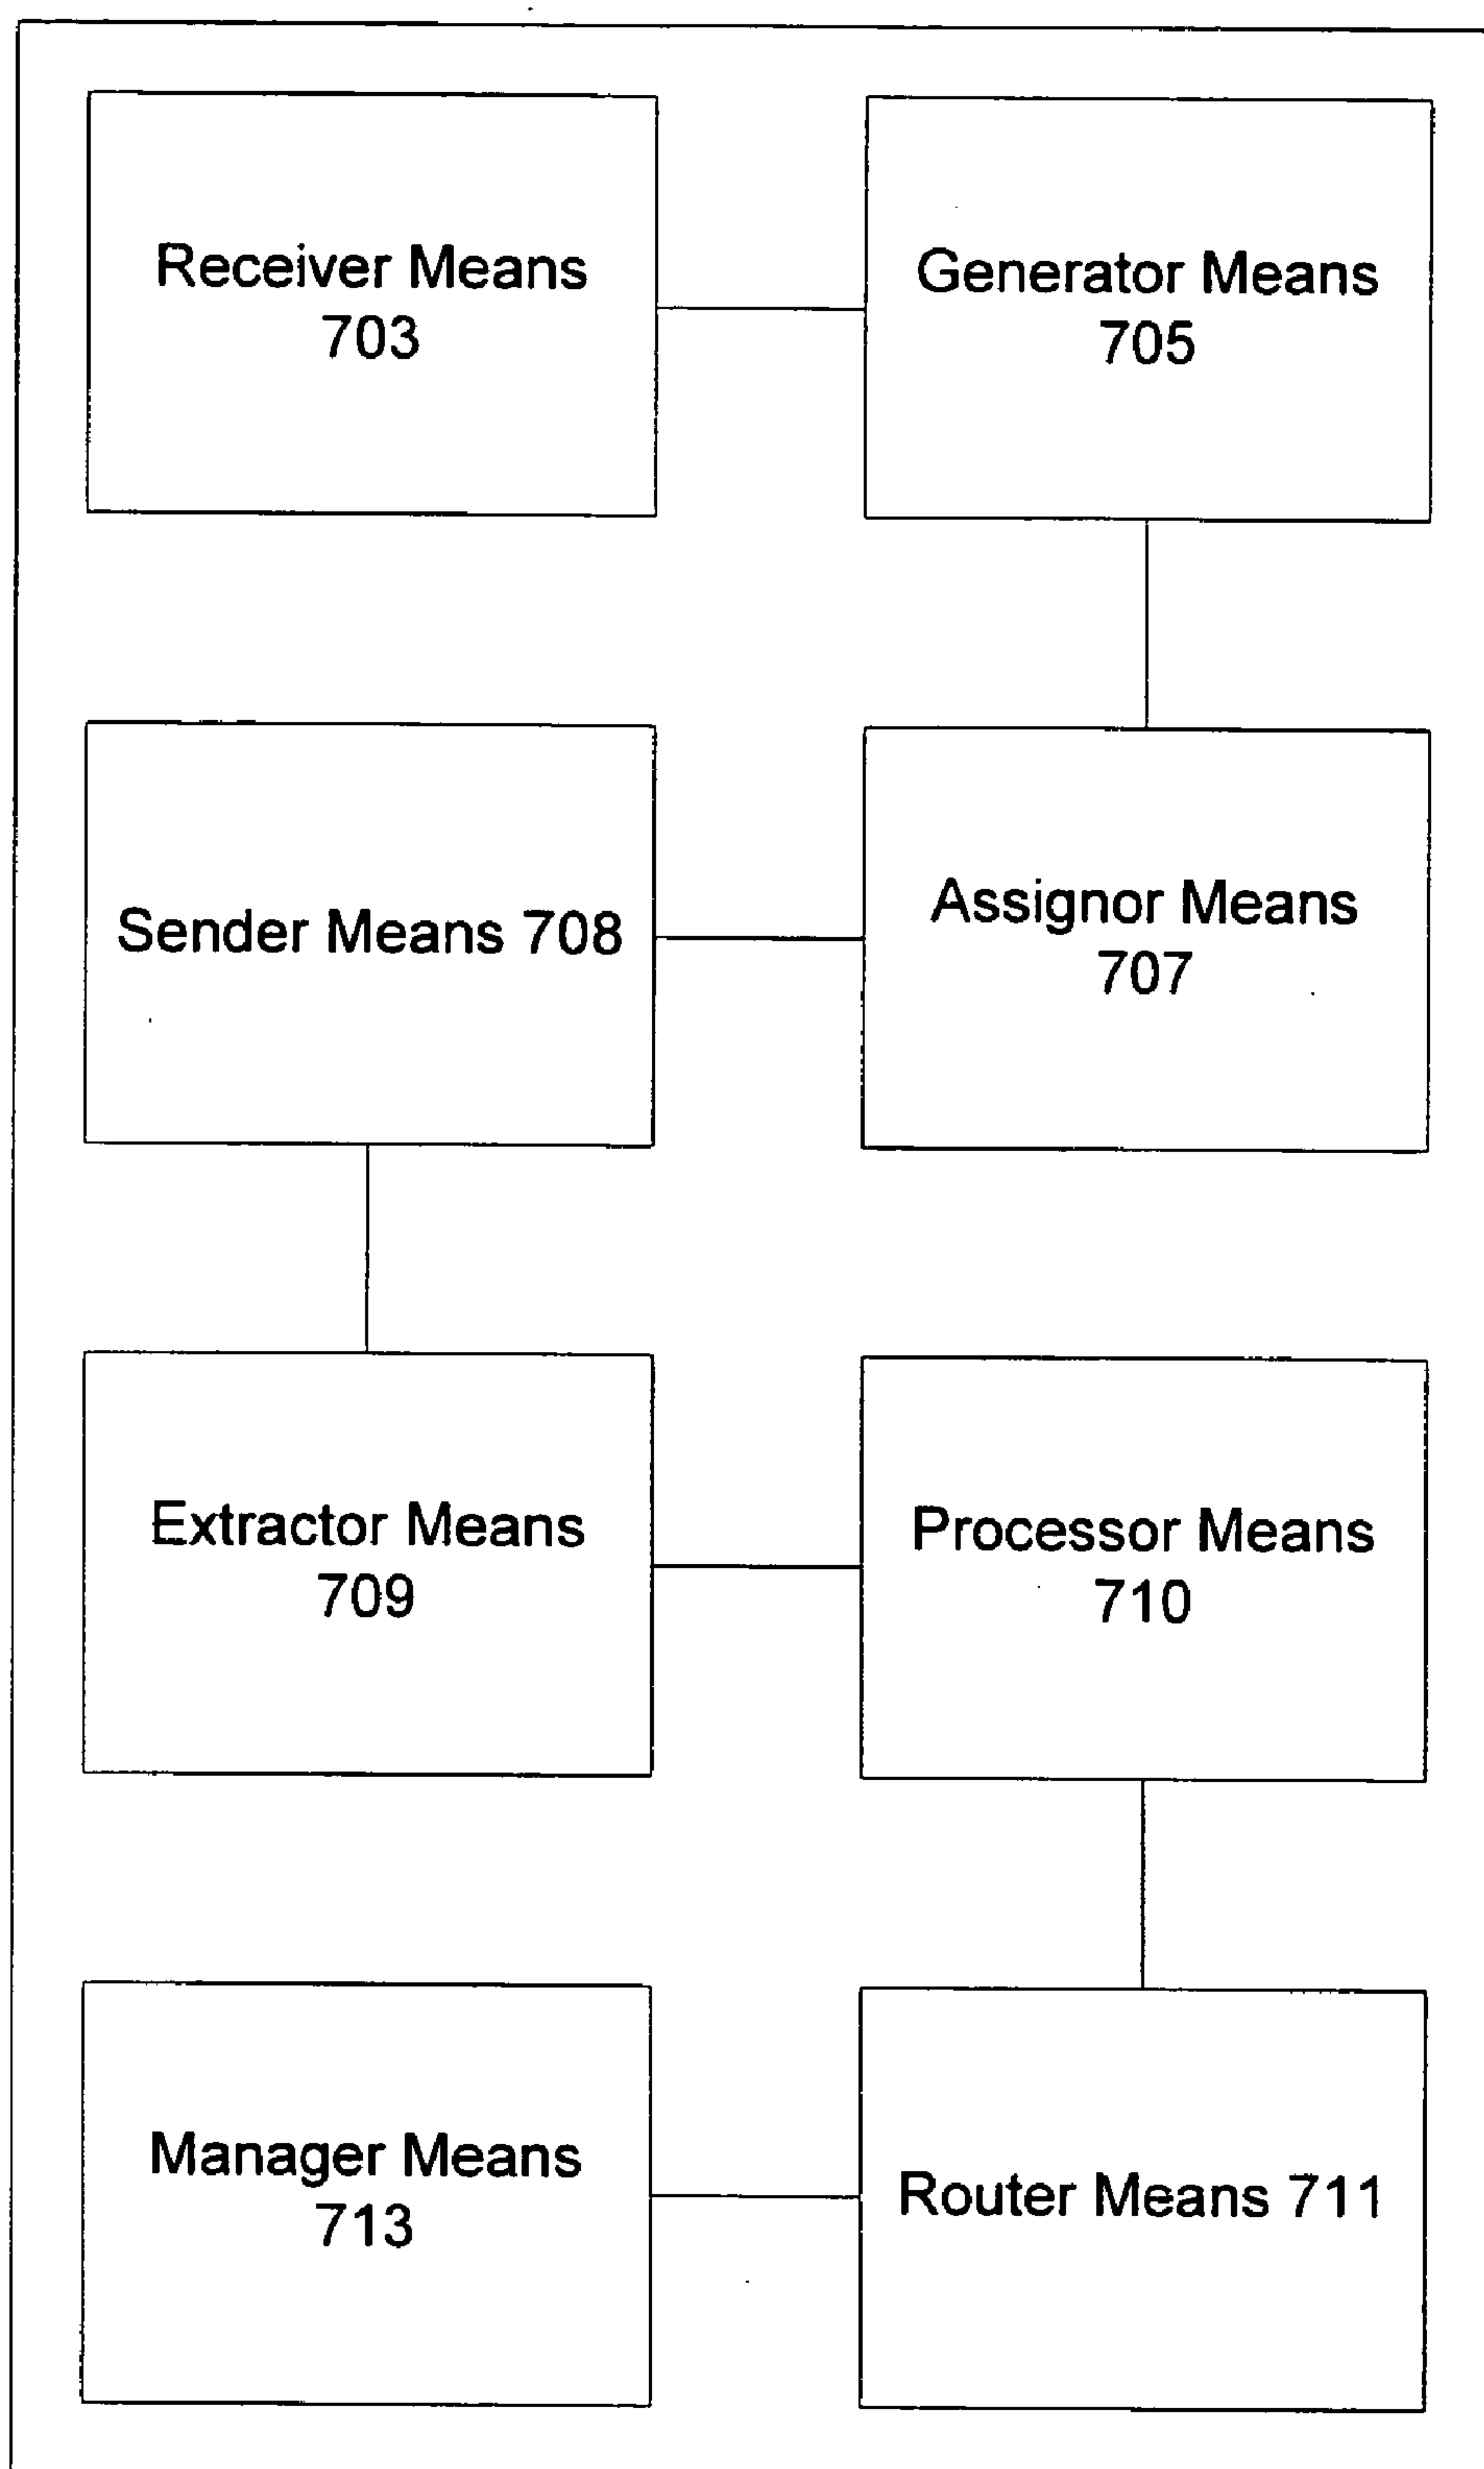 Receiver Means
703
Generator Means
705
Sender Means 708
Assignor Means
707
Extractor Means
709
Processor Means
710
Manager Means
713
Router Means 711